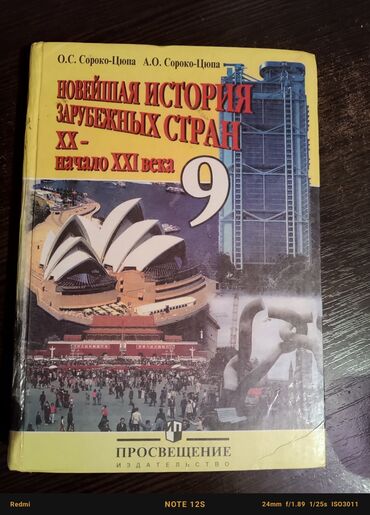 О.С. Сороко-Цюпа А.О. Сороко-Цюпа
НОВЕЙШАЯ ИСТОРИЯ
ЗАРУБЕЖНЫХ СТРАН
XX –
начало XXI века
9
ПРОСВЕЩЕНИЕ
ИЗДАТЕЛЬСТВО
Redmi NOTE 12S 24mm f/1.89 1/25s ISO3011